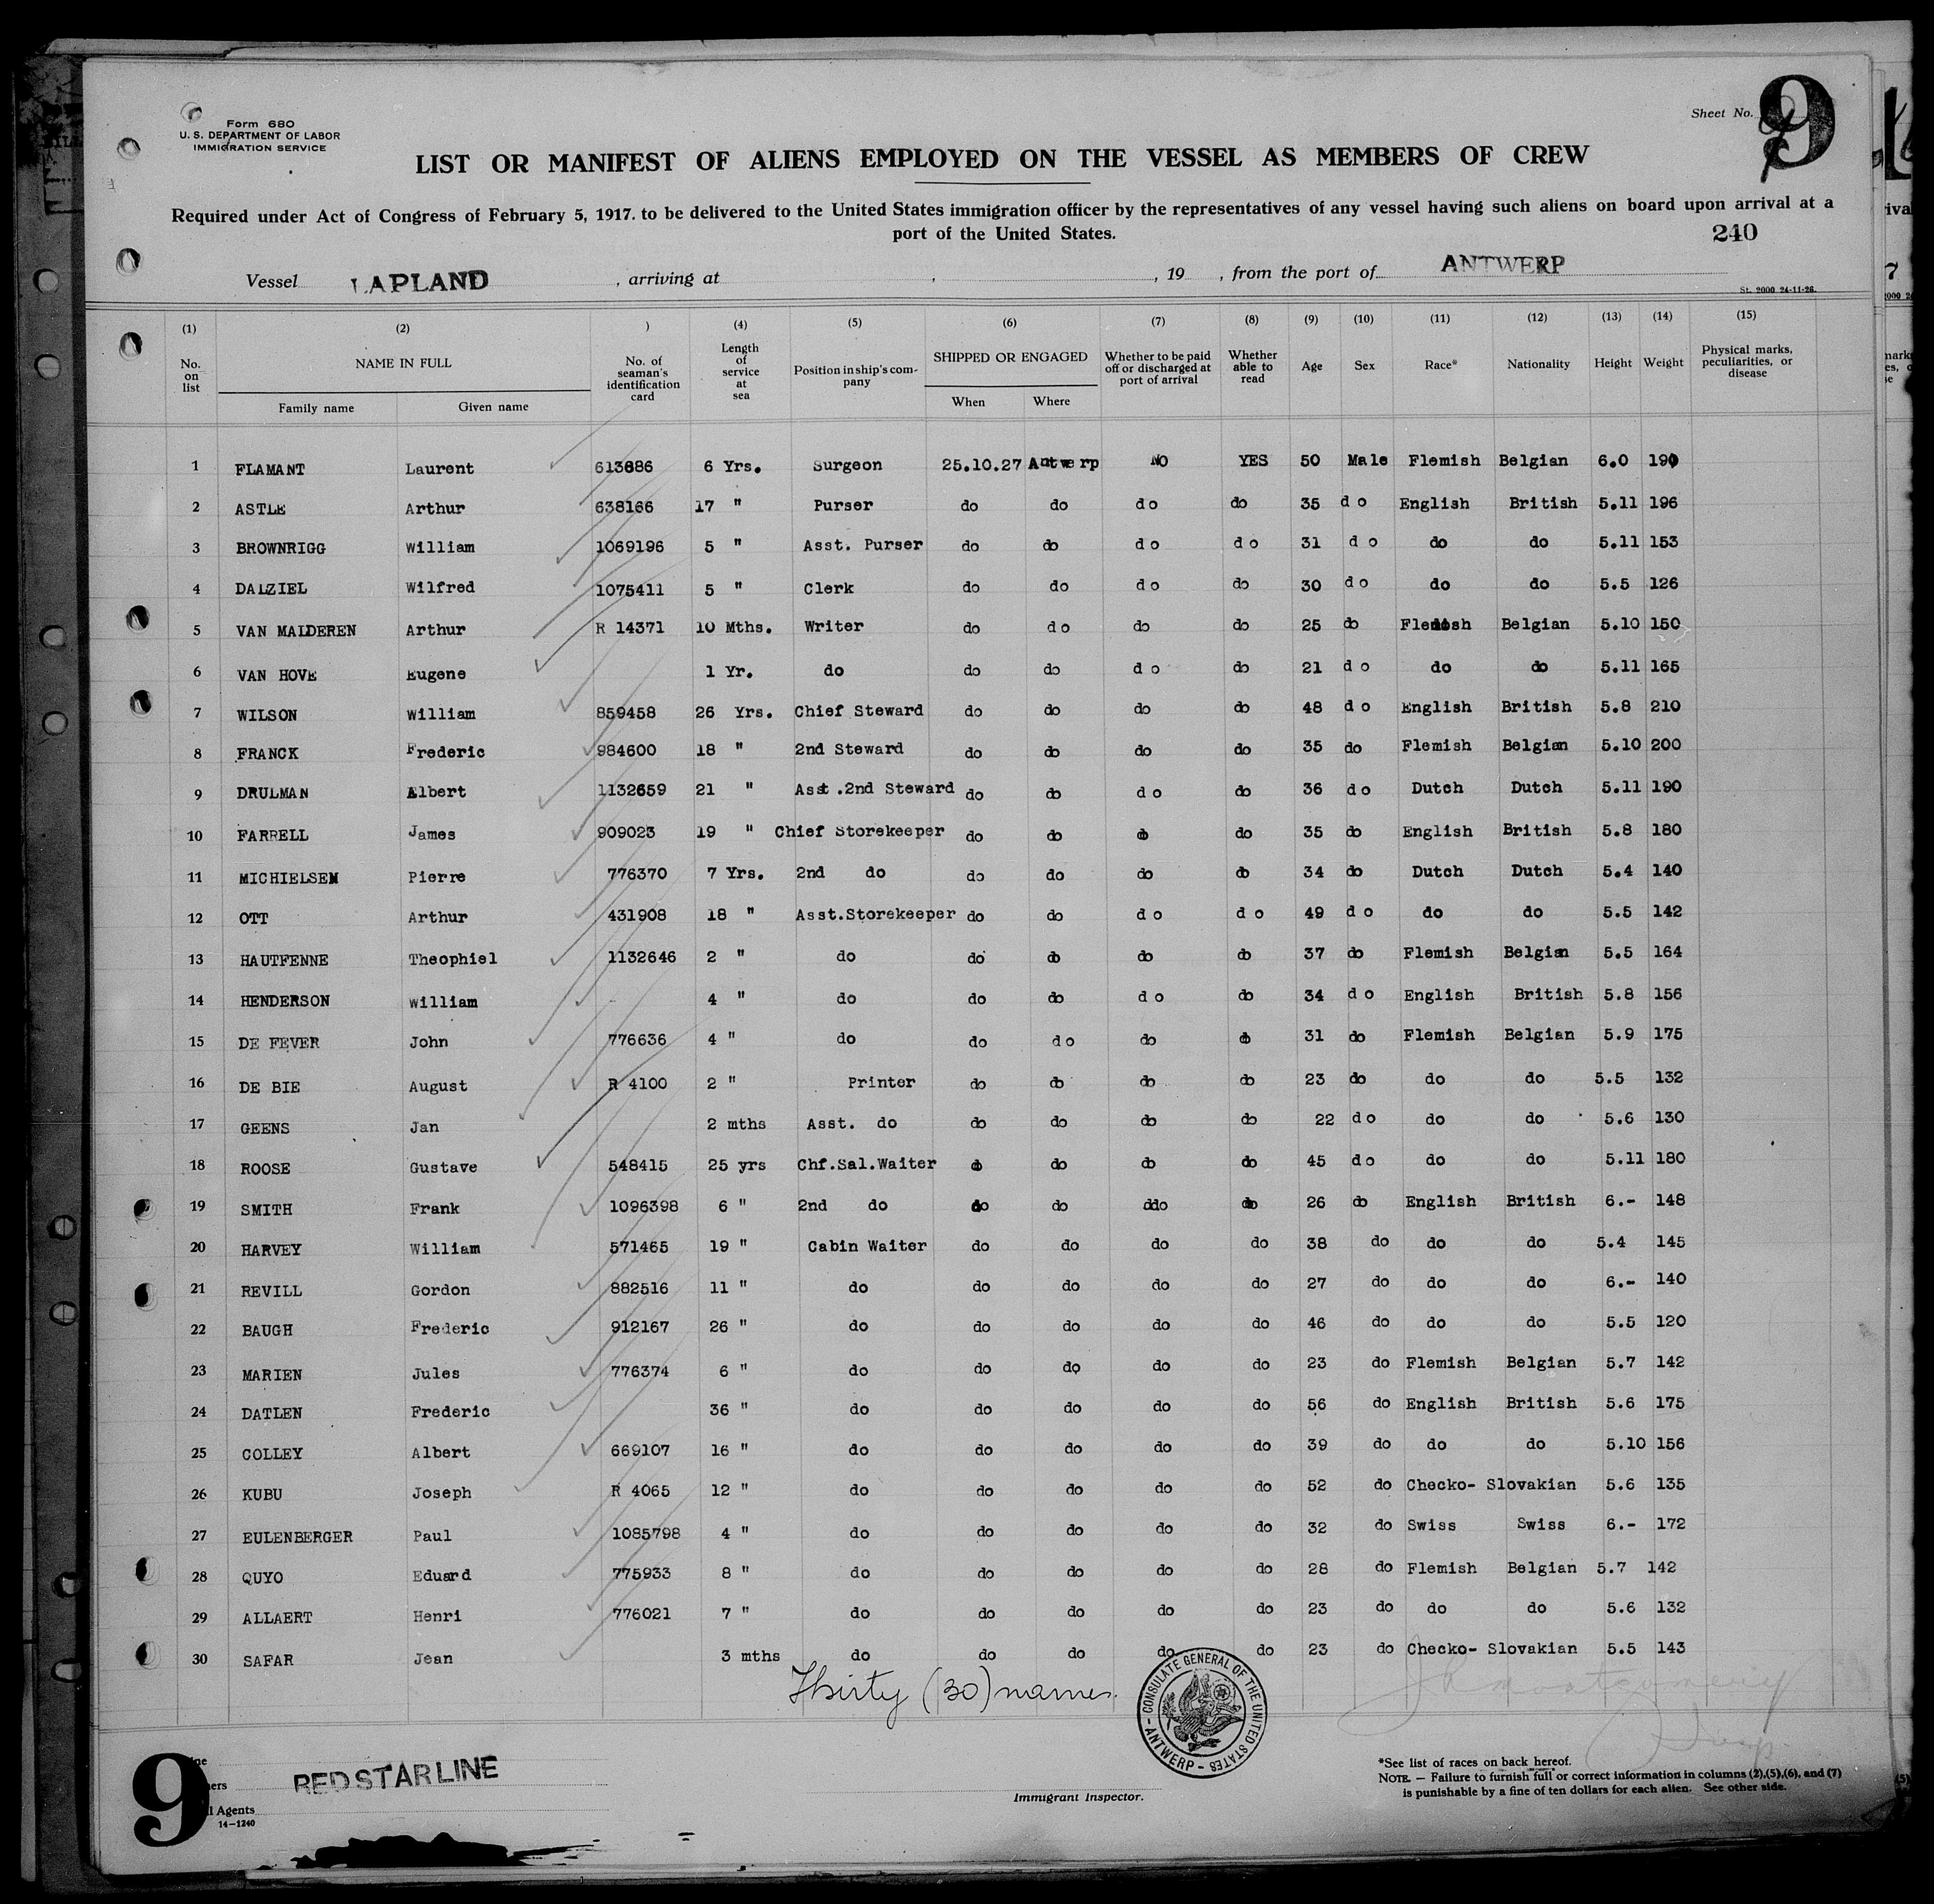 Form 680
U. S. DEPARTMENT OF LABOR
IMMIGRATION SERVICE
Sheet No. 9
LIST OR MANIFEST OF ALIENS EMPLOYED ON THE VESSEL AS MEMBERS OF CREW
Required under Act of Congress of February 5, 1917. to be delivered to the United States immigration officer by the representatives of any vessel having such aliens on board upon arrival at a
port of the United States.
240
Vessel LAPLAND , arriving at , , 19 , from the port of ANTWERP
St. 2000 24-11-26.
(1) (2) ) (4) (5) (6) (7) (8) (9) (10) (11) (12) (13) (14) (15)
No. on list NAME IN FULL Family name Given name No. of seaman's identification card Length of service at sea Position in ship's company SHIPPED OR ENGAGED When Where Whether to be paid off or discharged at port of arrival Whether able to read Age Sex Race* Nationality Height Weight Physical marks, peculiarities, or disease
1 FLAMANT Laurent 613886 6 Yrs. Surgeon 25.10.27 Antwerp NO YES 50 Male Flemish Belgian 6.0 190
2 ASTLE Arthur 638166 17 " Purser do do do do 35 do English British 5.11 196
3 BROWNRIGG William 1069196 5 " Asst. Purser do do do do 31 do do do 5.11 153
4 DALZIEL Wilfred 1075411 5 " Clerk do do do do 30 do do do 5.5 126
5 VAN MALDEREN Arthur R 14371 10 Mths. Writer do do do do 25 do Flemish Belgian 5.10 150
6 VAN HOVE Eugene 1 Yr. do do do do do 21 do do do 5.11 165
7 WILSON William 859458 26 Yrs. Chief Steward do do do do 48 do English British 5.8 210
8 FRANCK Frederic 984600 18 " 2nd Steward do do do do 35 do Flemish Belgian 5.10 200
9 DRULMAN Albert 1132659 21 " Asst.2nd Steward do do do do 36 do Dutch Dutch 5.11 190
10 FARRELL James 909023 19 " Chief Storekeeper do do do do 35 do English British 5.8 180
11 MICHIELSEN Pierre 776370 7 Yrs. 2nd do do do do do 34 do Dutch Dutch 5.4 140
12 OTT Arthur 431908 18 " Asst.Storekeeper do do do do 49 do do do 5.5 142
13 HAUTFENNE Theophiel 1132646 2 " do do do do do 37 do Flemish Belgian 5.5 164
14 HENDERSON William 4 " do do do do do 34 do English British 5.8 156
15 DE FEVER John 776636 4 " do do do do do 31 do Flemish Belgian 5.9 175
16 DE BIE August R 4100 2 " Printer do do do do 23 do do do 5.5 132
17 GEENS Jan 2 mths Asst. do do do do do 22 do do do 5.6 130
18 ROOSE Gustave 548415 25 yrs Chf.Sal.Waiter do do do do 45 do do do 5.11 180
19 SMITH Frank 1096398 6 " 2nd do do do ddo do 26 do English British 6.- 148
20 HARVEY William 571465 19 " Cabin Waiter do do do do 38 do do do 5.4 145
21 REVILL Gordon 882516 11 " do do do do do 27 do do do 6.- 140
22 BAUGH Frederic 912167 26 " do do do do do 46 do do do 5.5 120
23 MARIEN Jules 776374 6 " do do do do do 23 do Flemish Belgian 5.7 142
24 DATLEN Frederic 36 " do do do do do 56 do English British 5.6 175
25 COLLEY Albert 669107 16 " do do do do do 39 do do do 5.10 156
26 KUBU Joseph R 4065 12 " do do do do do 52 do Checko- Slovakian 5.6 135
27 EULENBERGER Paul 1085798 4 " do do do do do 32 do Swiss Swiss 6.- 172
28 QUYO Eduard 775933 8 " do do do do do 28 do Flemish Belgian 5.7 142
29 ALLAERT Henri 776021 7 " do do do do do 23 do do do 5.6 132
30 SAFAR Jean 3 mths do do do do do 23 do Checko- Slovakian 5.5 143
Thirty (30) names.
CONSULATE GENERAL OF THE UNITED STATES - ANTWERP -
9
RED STAR LINE
Agents
14—1240
Immigrant Inspector.
*See list of races on back hereof.
NOTE. — Failure to furnish full or correct information in columns (2),(5),(6), and (7)
is punishable by a fine of ten dollars for each alien. See other side.